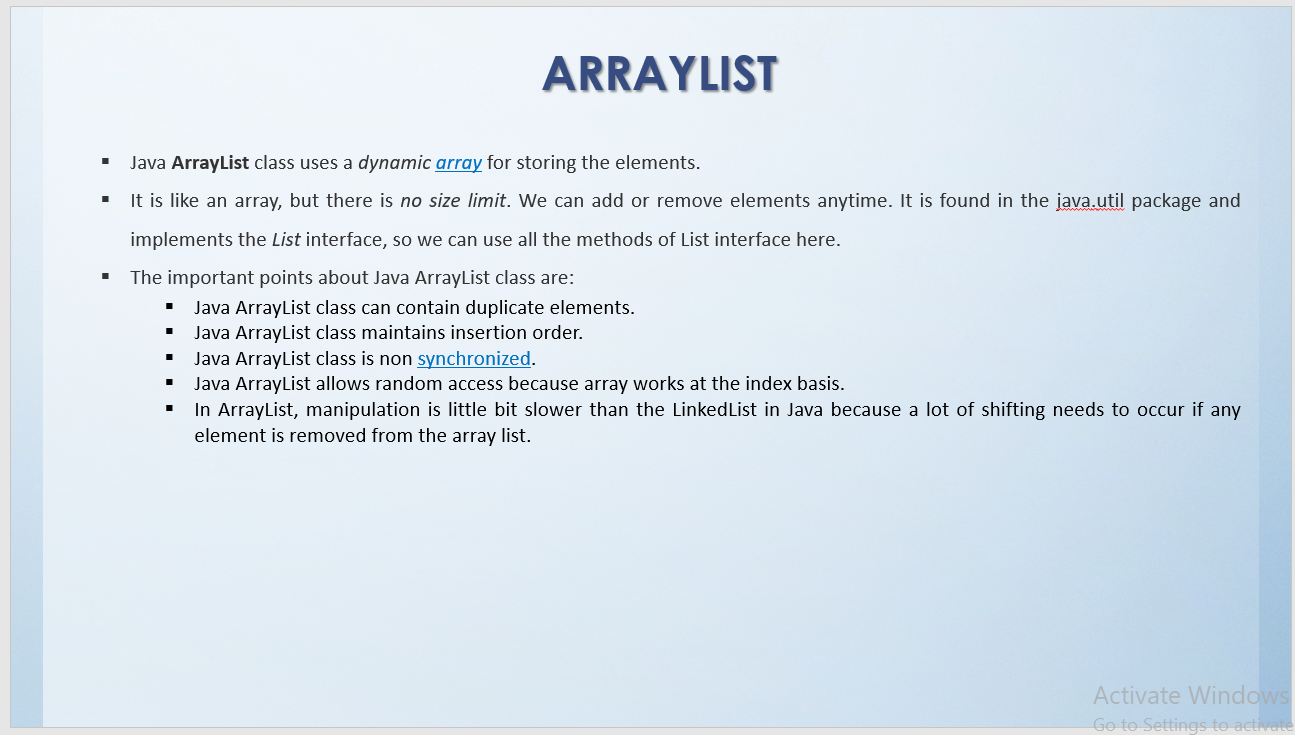 ARRAYLIST
▪ Java ArrayList class uses a dynamic array for storing the elements.
▪ It is like an array, but there is no size limit. We can add or remove elements anytime. It is found in the java.util package and
implements the List interface, so we can use all the methods of List interface here.
▪ The important points about Java ArrayList class are:
▪ Java ArrayList class can contain duplicate elements.
▪ Java ArrayList class maintains insertion order.
▪ Java ArrayList class is non synchronized.
▪ Java ArrayList allows random access because array works at the index basis.
▪ In ArrayList, manipulation is little bit slower than the LinkedList in Java because a lot of shifting needs to occur if any
element is removed from the array list.
Activate Windows
Go to Settings to activate